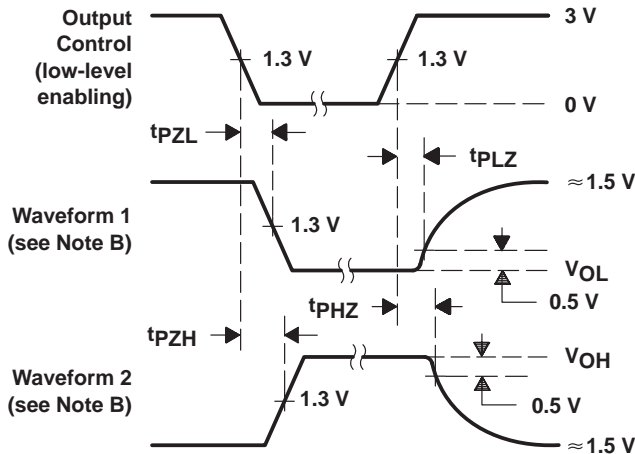 Output
Control
(low-level
enabling)
1.3 V
1.3 V
3 V
0 V
tPZL
tPLZ
Waveform 1
(see Note B)
1.3 V
≈1.5 V
VOL
0.5 V
tPHZ
tPZH
Waveform 2
(see Note B)
1.3 V
VOH
0.5 V
≈1.5 V